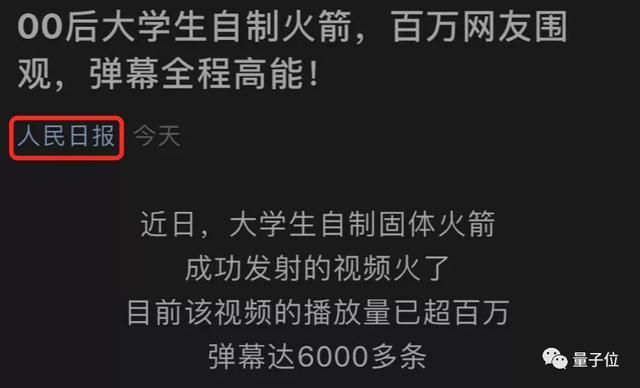 00后大学生自制火箭，百万网友围
观，弹幕全程高能！
人民日报 今天
近日，大学生自制固体火箭
成功发射的视频火了
目前该视频的播放量已超百万
弹幕达6000多条
量子位